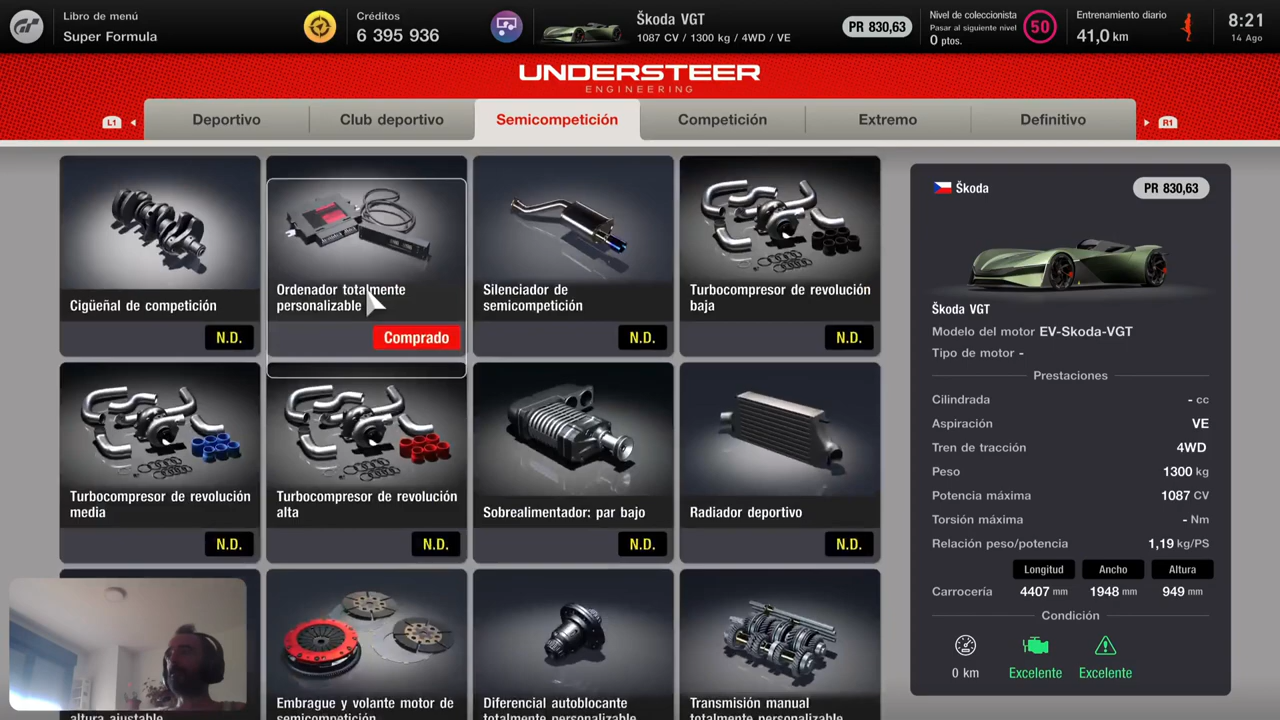 GT
Libro de menú
Super Formula
Créditos
6 395 936
Škoda VGT
1087 CV / 1300 kg / 4WD / VE
PR 830,63
Nivel de coleccionista
Pasar al siguiente nivel
0 ptos.
50
Entrenamiento diario
41,0 km
8:21
14 Ago
UNDERSTEER
ENGINEERING
L1
Deportivo
Club deportivo
Semicompetición
Competición
Extremo
Definitivo
R1
Cigüeñal de competición
N.D.
Ordenador totalmente
personalizable
Comprado
Silenciador de
semicompetición
N.D.
Turbocompresor de revolución
baja
N.D.
Turbocompresor de revolución
media
N.D.
Turbocompresor de revolución
alta
N.D.
Sobrealimentador: par bajo
N.D.
Radiador deportivo
N.D.
altura ajustable
Embrague y volante motor de
semicompetición
Diferencial autoblocante
totalmente personalizable
Transmisión manual
totalmente personalizable
Škoda
PR 830,63
Škoda VGT
Modelo del motor EV-Skoda-VGT
Tipo de motor -
Prestaciones
Cilindrada - cc
Aspiración VE
Tren de tracción 4WD
Peso 1300 kg
Potencia máxima 1087 CV
Torsión máxima - Nm
Relación peso/potencia 1,19 kg/PS
Longitud Ancho Altura
Carrocería 4407 mm 1948 mm 949 mm
Condición
0 km Excelente Excelente